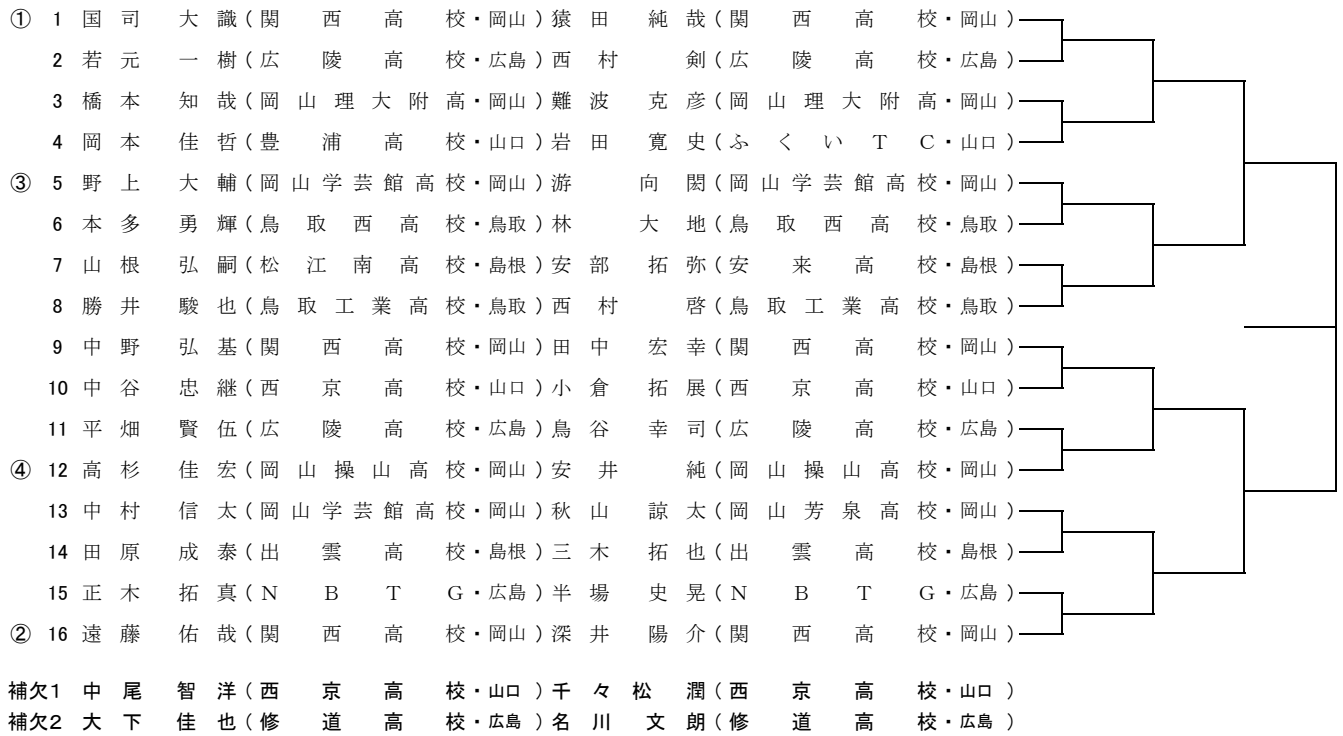 ① 1 国司 大識(関西高校・岡山)猿田 純哉(関西高校・岡山)
2 若元 一樹(広陵高校・広島)西村 剣(広陵高校・広島)
3 橋本 知哉(岡山理大附高・岡山)難波 克彦(岡山理大附高・岡山)
4 岡本 佳哲(豊浦高校・山口)岩田 寛史(ふくいTC・山口)
③ 5 野上 大輔(岡山学芸館高校・岡山)游 向閎(岡山学芸館高校・岡山)
6 本多 勇輝(鳥取西高校・鳥取)林 大地(鳥取西高校・鳥取)
7 山根 弘嗣(松江南高校・島根)安部 拓弥(安来高校・島根)
8 勝井 駿也(鳥取工業高校・鳥取)西村 啓(鳥取工業高校・鳥取)
9 中野 弘基(関西高校・岡山)田中 宏幸(関西高校・岡山)
10 中谷 忠継(西京高校・山口)小倉 拓展(西京高校・山口)
11 平畑 賢伍(広陵高校・広島)鳥谷 幸司(広陵高校・広島)
④ 12 高杉 佳宏(岡山操山高校・岡山)安井 純(岡山操山高校・岡山)
13 中村 信太(岡山学芸館高校・岡山)秋山 諒太(岡山芳泉高校・岡山)
14 田原 成泰(出雲高校・島根)三木 拓也(出雲高校・島根)
15 正木 拓真(NBTG・広島)半場 史晃(NBTG・広島)
② 16 遠藤 佑哉(関西高校・岡山)深井 陽介(関西高校・岡山)
補欠1 中尾 智洋(西京高校・山口)千々松 潤(西京高校・山口)
補欠2 大下 佳也(修道高校・広島)名川 文朗(修道高校・広島)